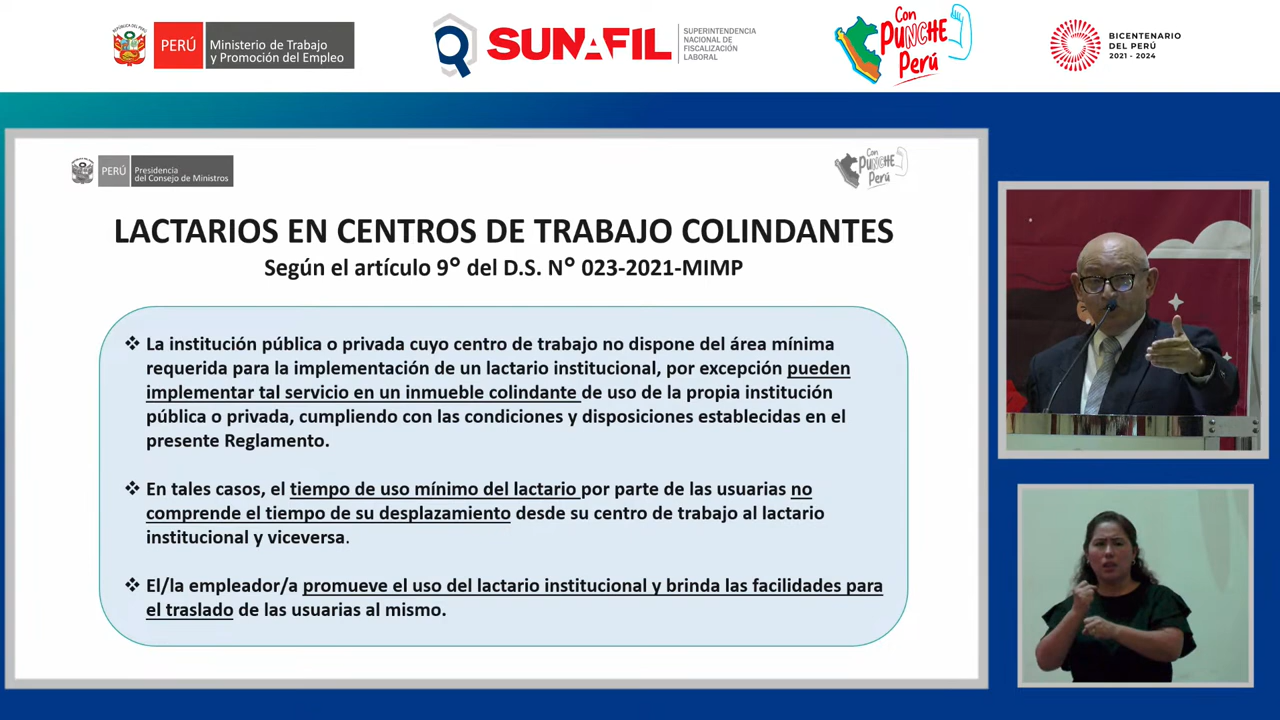 REPÚBLICA DEL PERÚ
PERÚ
Ministerio de Trabajo
y Promoción del Empleo
SUNAFIL
SUPERINTENDENCIA
NACIONAL DE
FISCALIZACIÓN
LABORAL
Con
PUNCHE
Perú
BICENTENARIO
DEL PERÚ
2021 - 2024
PERÚ
Presidencia
del Consejo de Ministros
Con
PUNCHE
Perú
LACTARIOS EN CENTROS DE TRABAJO COLINDANTES
Según el artículo 9° del D.S. N° 023-2021-MIMP
❖ La institución pública o privada cuyo centro de trabajo no dispone del área mínima
requerida para la implementación de un lactario institucional, por excepción pueden
implementar tal servicio en un inmueble colindante de uso de la propia institución
pública o privada, cumpliendo con las condiciones y disposiciones establecidas en el
presente Reglamento.
❖ En tales casos, el tiempo de uso mínimo del lactario por parte de las usuarias no
comprende el tiempo de su desplazamiento desde su centro de trabajo al lactario
institucional y viceversa.
❖ El/la empleador/a promueve el uso del lactario institucional y brinda las facilidades para
el traslado de las usuarias al mismo.